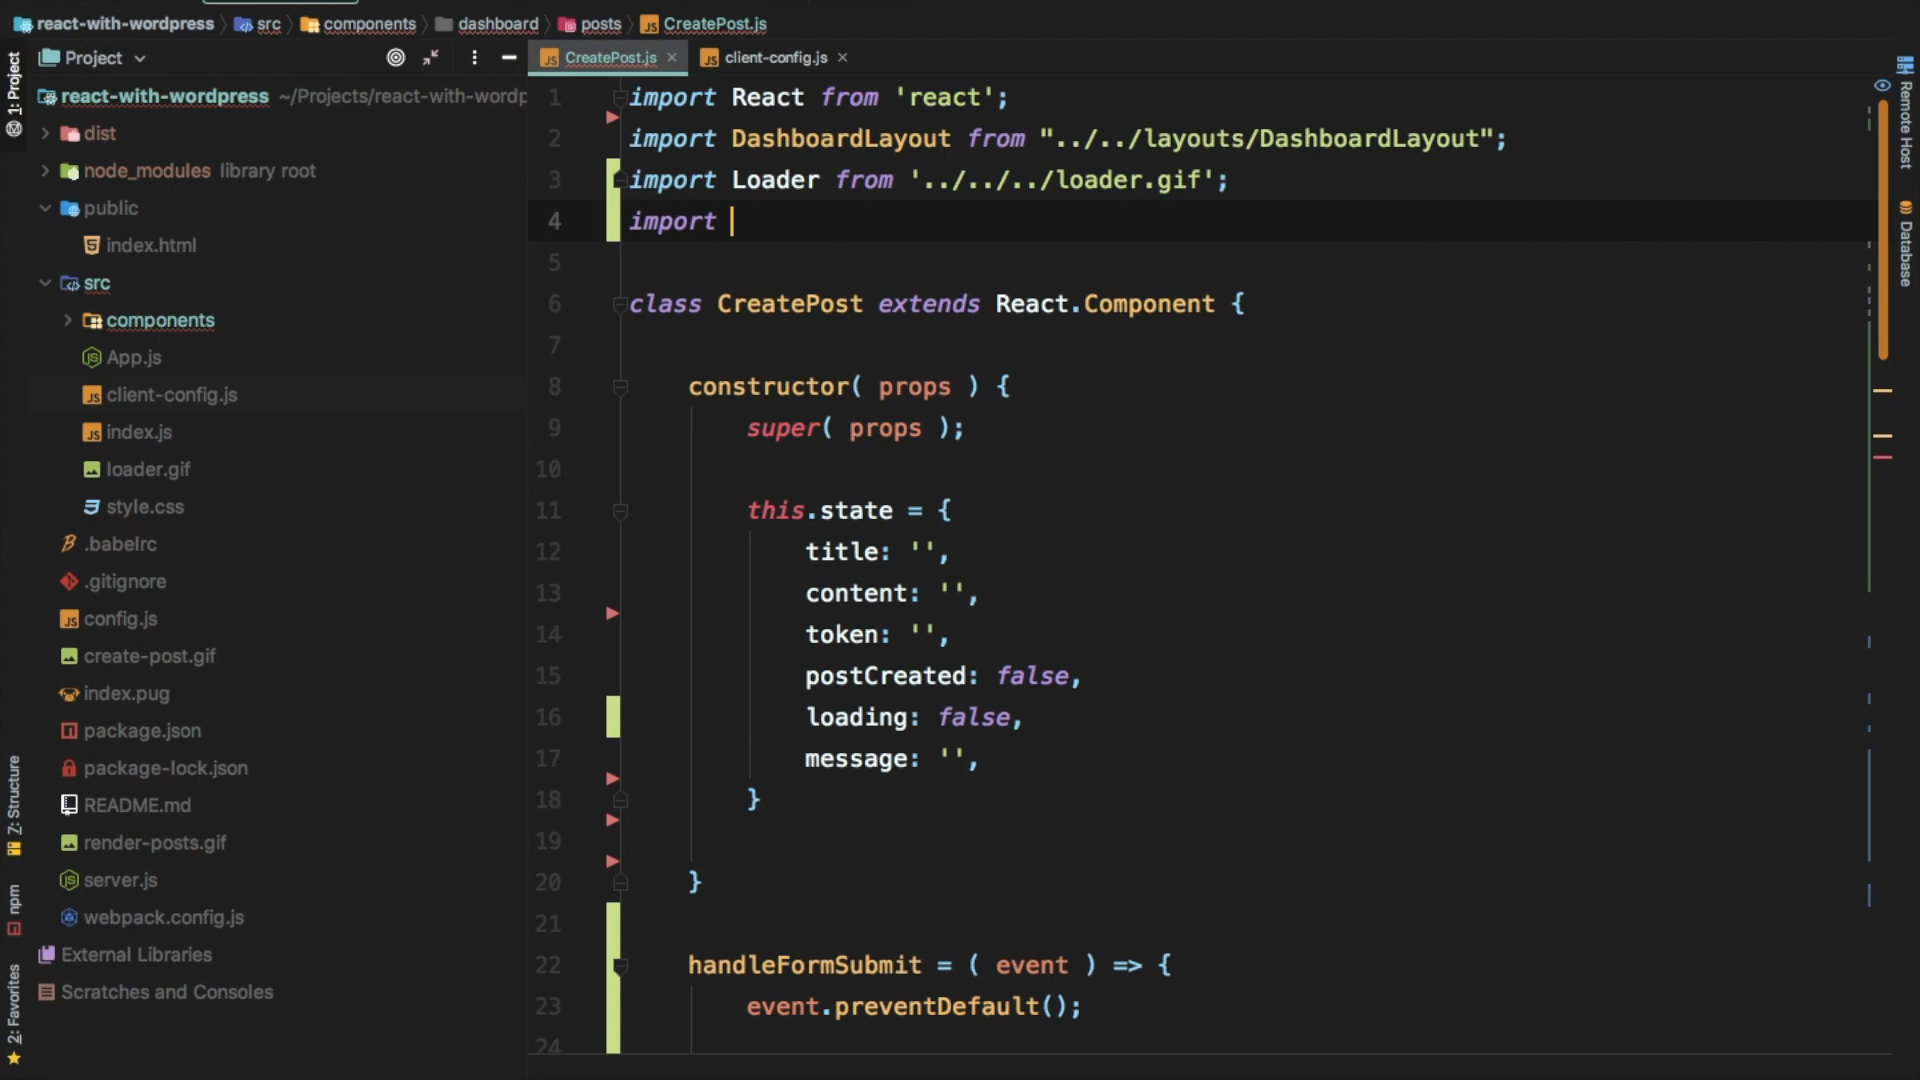 react-with-wordpress src components dashboard posts CreatePost.js
1: Project
Project
CreatePost.js
client-config.js
react-with-wordpress ~/Projects/react-with-wordp
dist
node_modules library root
public
index.html
src
components
App.js
client-config.js
index.js
loader.gif
style.css
.babelrc
.gitignore
config.js
create-post.gif
index.pug
package.json
package-lock.json
README.md
render-posts.gif
server.js
webpack.config.js
External Libraries
Scratches and Consoles
Z: Structure
npm
2: Favorites
1 import React from 'react';
2 import DashboardLayout from "../../layouts/DashboardLayout";
3 import Loader from '../../../loader.gif';
4 import
5
6 class CreatePost extends React.Component {
7
8 constructor( props ) {
9 super( props );
10
11 this.state = {
12 title: '',
13 content: '',
14 token: '',
15 postCreated: false,
16 loading: false,
17 message: '',
18 }
19
20 }
21
22 handleFormSubmit = ( event ) => {
23 event.preventDefault();
24
Remote Host
Database